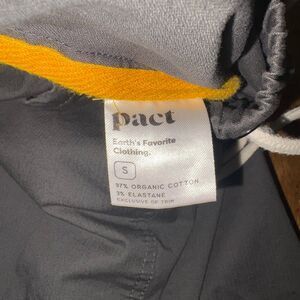 pact
Earth's Favorite
Clothing.
S
97% ORGANIC COTTON
3% ELASTANE
EXCLUSIVE OF TRIM